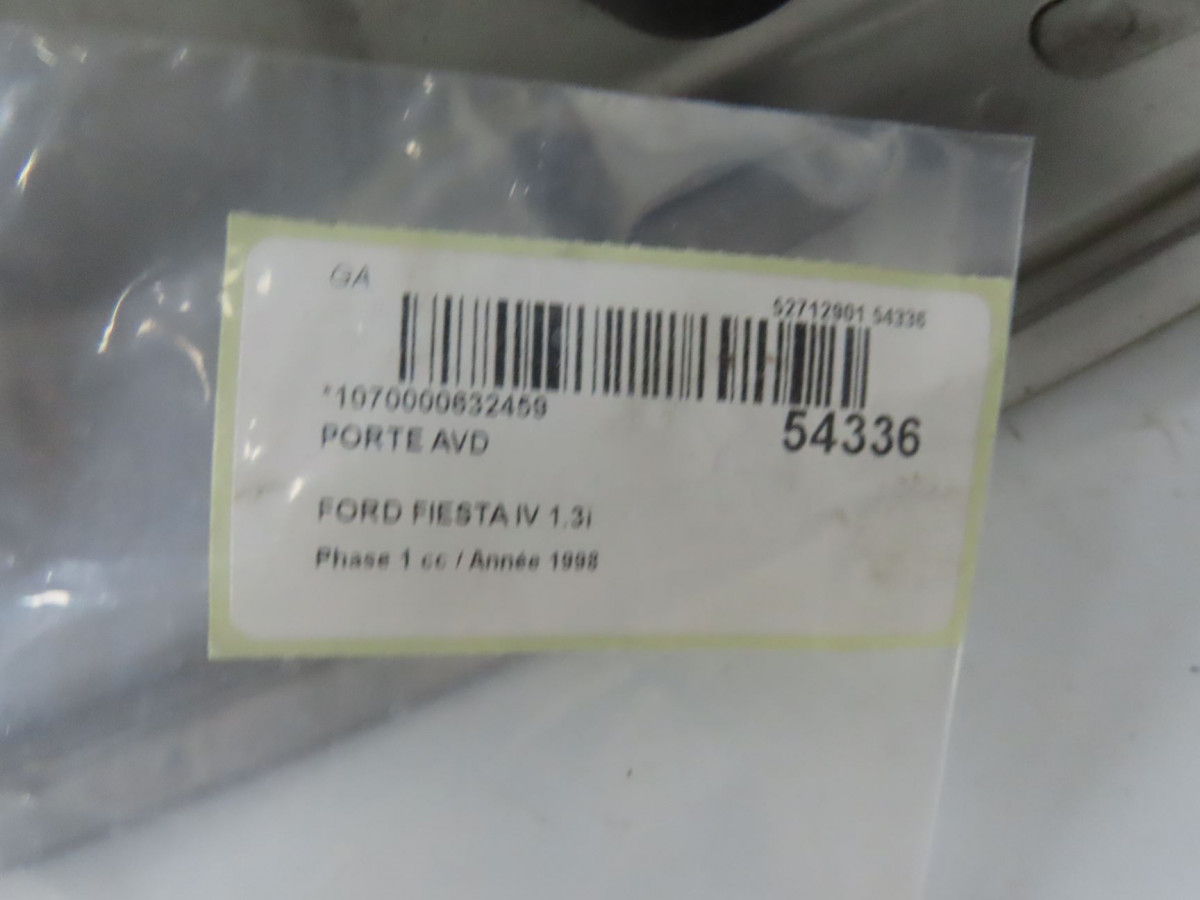 GA
52712901 54336
*1070000632459
54336
PORTE AVD
FORD FIESTA IV 1.3i
Phase 1 cc / Année 1998